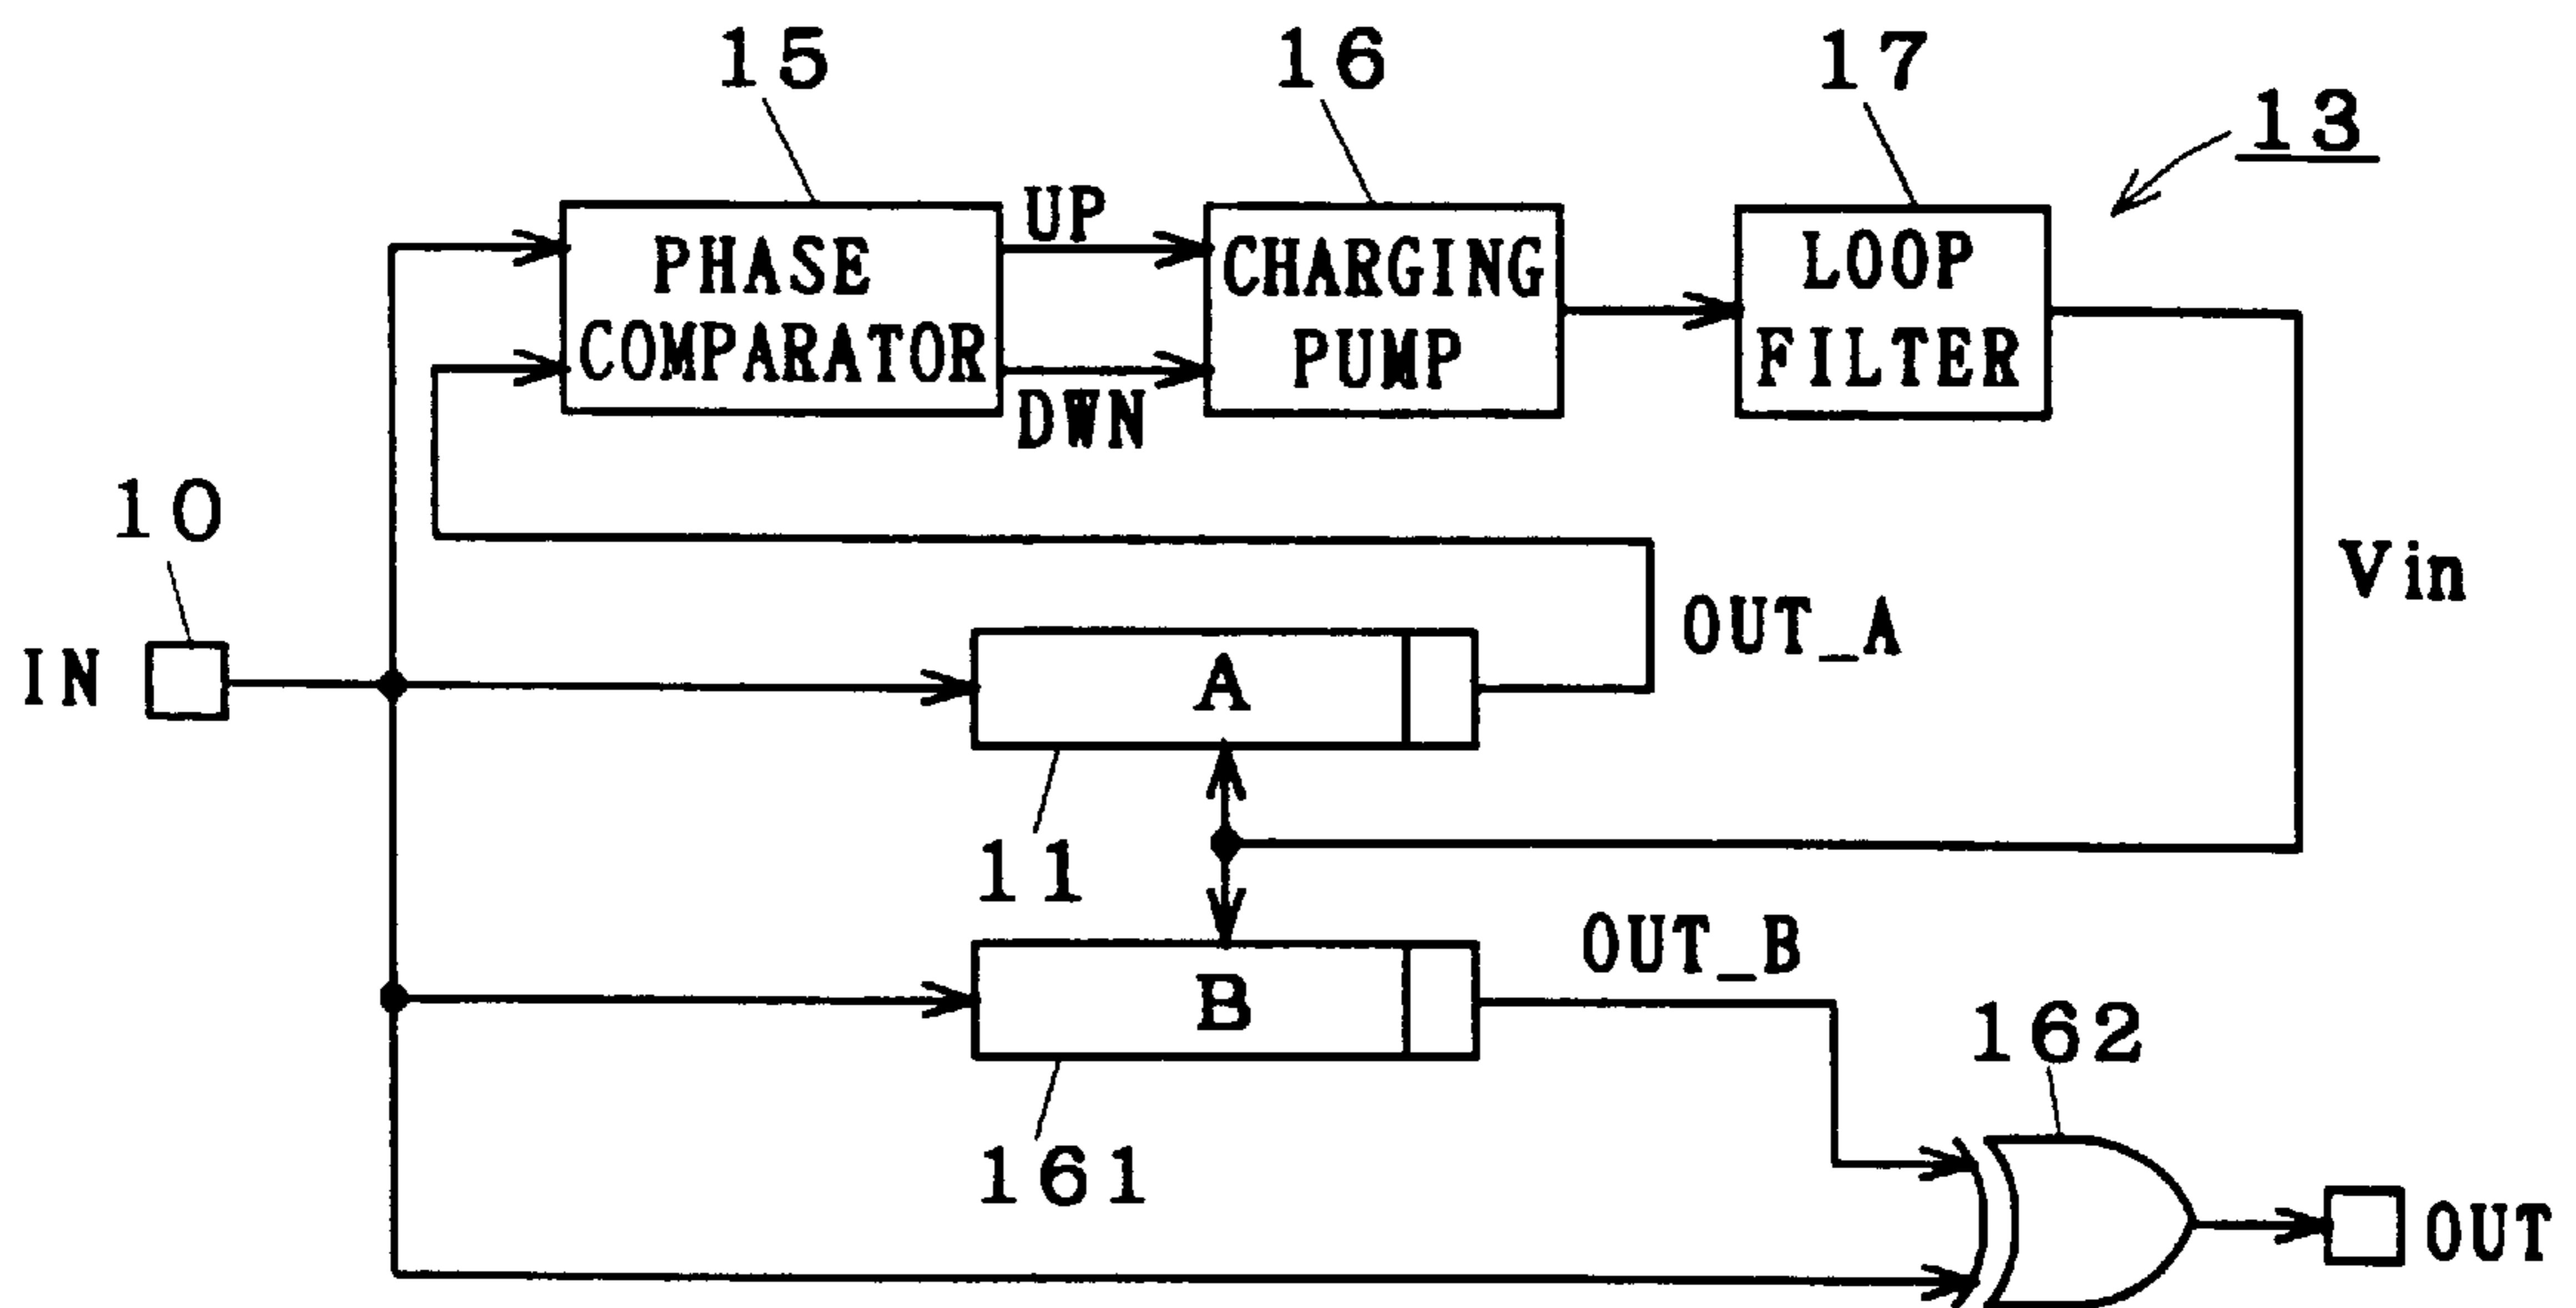 15
16
17
13
UP
PHASE
COMPARATOR
CHARGING
PUMP
LOOP
FILTER
DWN
10
IN
Vin
OUT_A
A
11
OUT_B
B
161
162
OUT